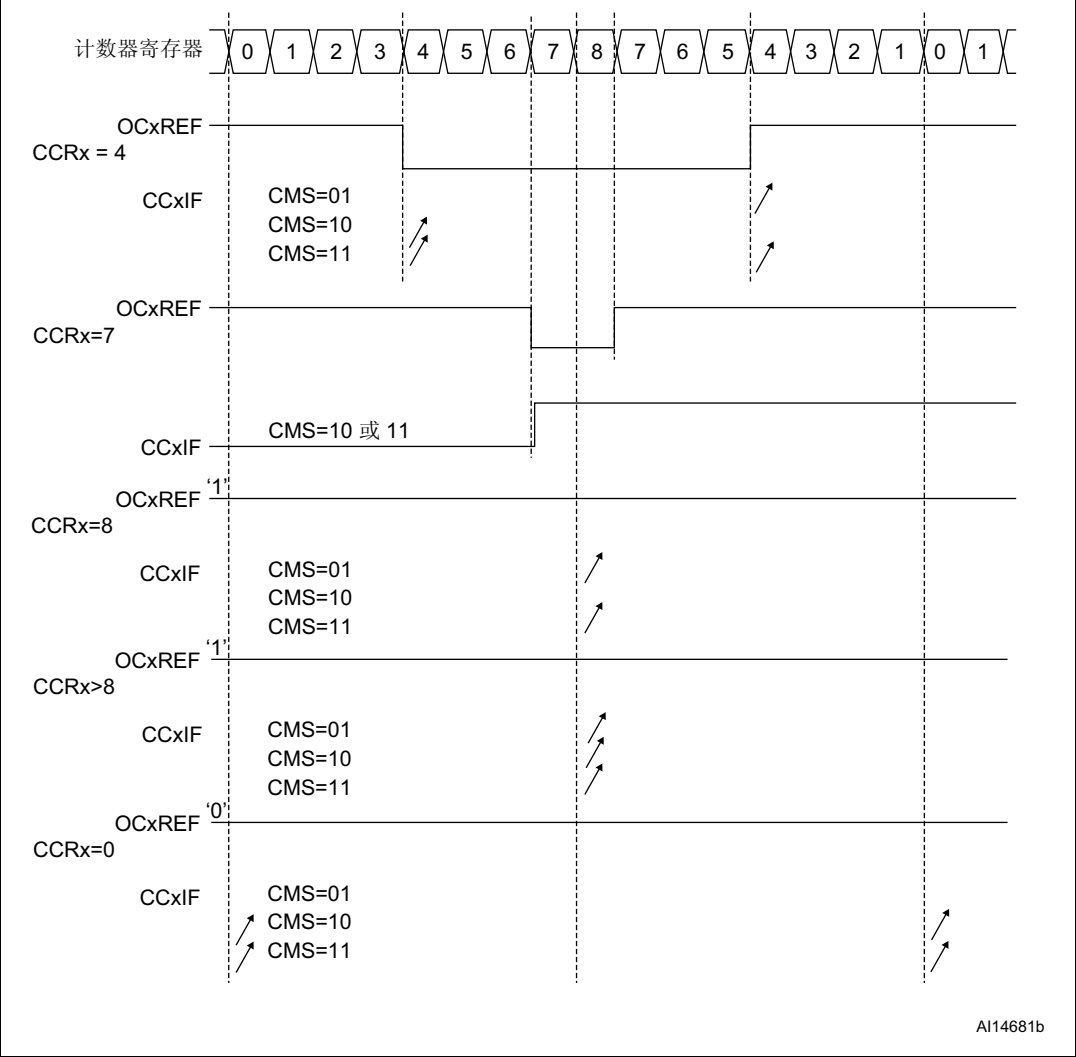 计数器寄存器 0 1 2 3 4 5 6 7 8 7 6 5 4 3 2 1 0 1
OCxREF
CCRx = 4
CCxIF CMS=01
CMS=10
CMS=11
OCxREF
CCRx=7
CMS=10 或 11
CCxIF
OCxREF '1'
CCRx=8
CCxIF CMS=01
CMS=10
CMS=11
OCxREF '1'
CCRx>8
CCxIF CMS=01
CMS=10
CMS=11
OCxREF '0'
CCRx=0
CCxIF CMS=01
CMS=10
CMS=11
AI14681b